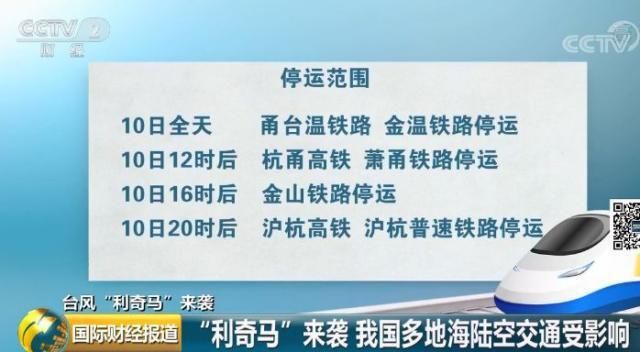 CCTV 2
财经
CCTV
停运范围
10日全天 甬台温铁路 金温铁路停运
10日12时后 杭甬高铁 萧甬铁路停运
10日16时后 金山铁路停运
10日20时后 沪杭高铁 沪杭普速铁路停运
台风“利奇马”来袭
国际财经报道
“利奇马”来袭 我国多地海陆空交通受影响